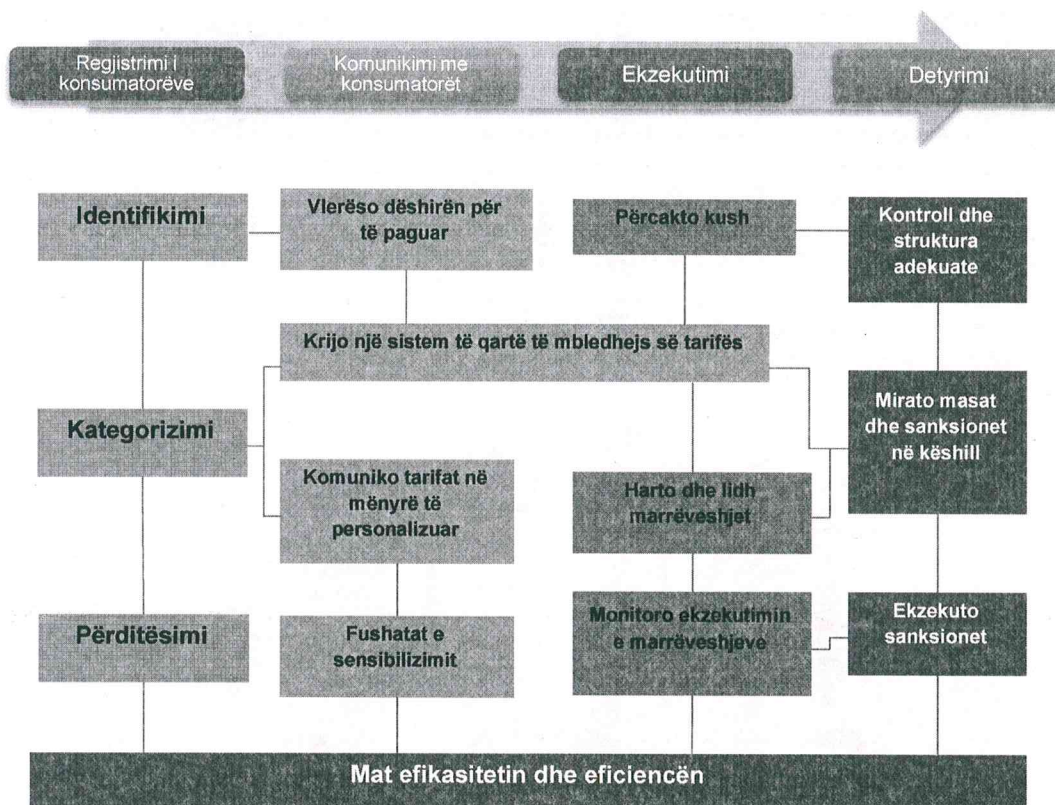 Regjistrimi i
konsumatorëve
Komunikimi me
konsumatorët
Ekzekutimi
Detyrimi
Identifikimi
Vlerëso dëshirën për
të paguar
Përcakto kush
Kontroll dhe
struktura
adekuate
Krijo një sistem të qartë të mbledhejs së tarifës
Kategorizimi
Mirato masat
dhe sanksionet
në këshill
Komuniko tarifat në
mënyrë të
personalizuar
Harto dhe lidh
marrëveshjet
Përditësimi
Fushatat e
sensibilizimit
Monitoro ekzekutimin
e marrëveshjeve
Ekzekuto
sanksionet
Mat efikasitetin dhe eficiencën